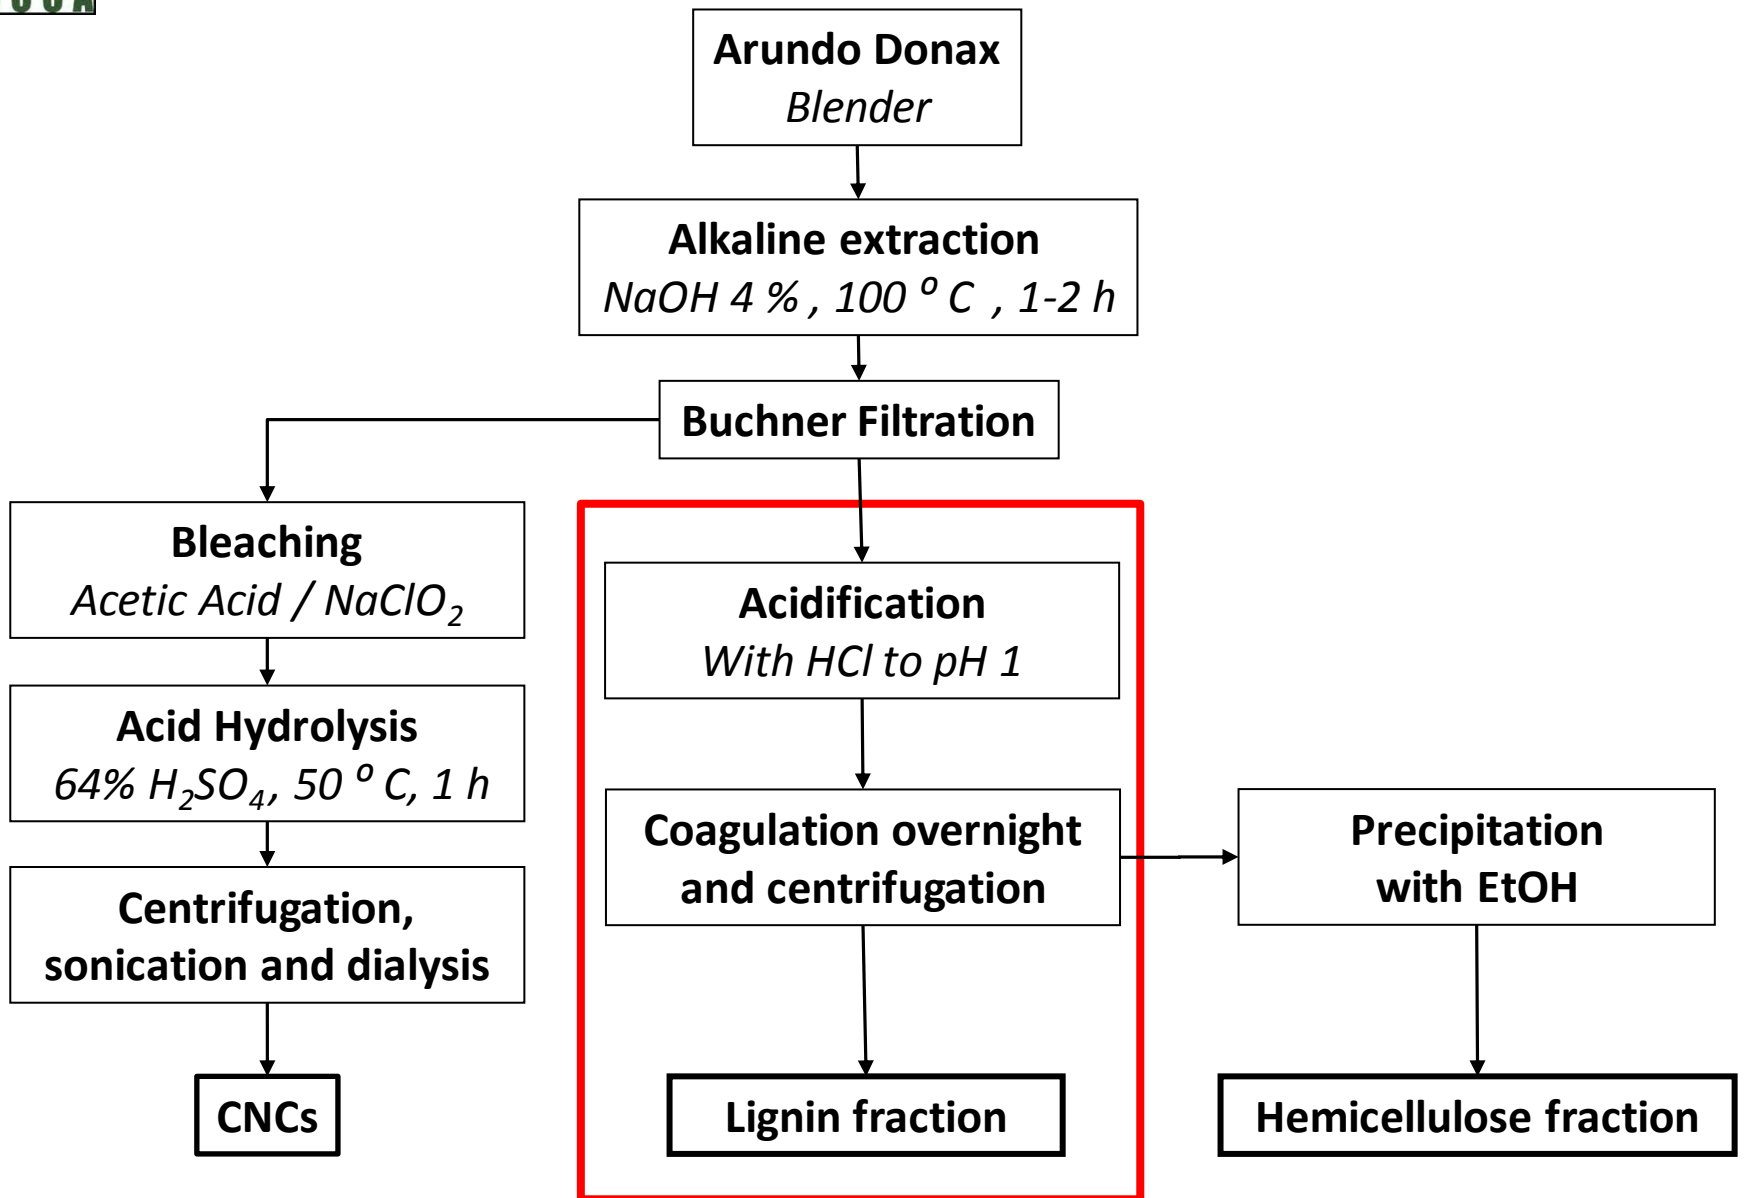 Arundo Donax
Blender
Alkaline extraction
NaOH 4 % , 100 º C , 1-2 h
Buchner Filtration
Bleaching
Acetic Acid / NaClO₂
Acidification
With HCl to pH 1
Acid Hydrolysis
64% H₂SO₄, 50 º C, 1 h
Coagulation overnight
and centrifugation
Precipitation
with EtOH
Centrifugation,
sonication and dialysis
CNCs
Lignin fraction
Hemicellulose fraction